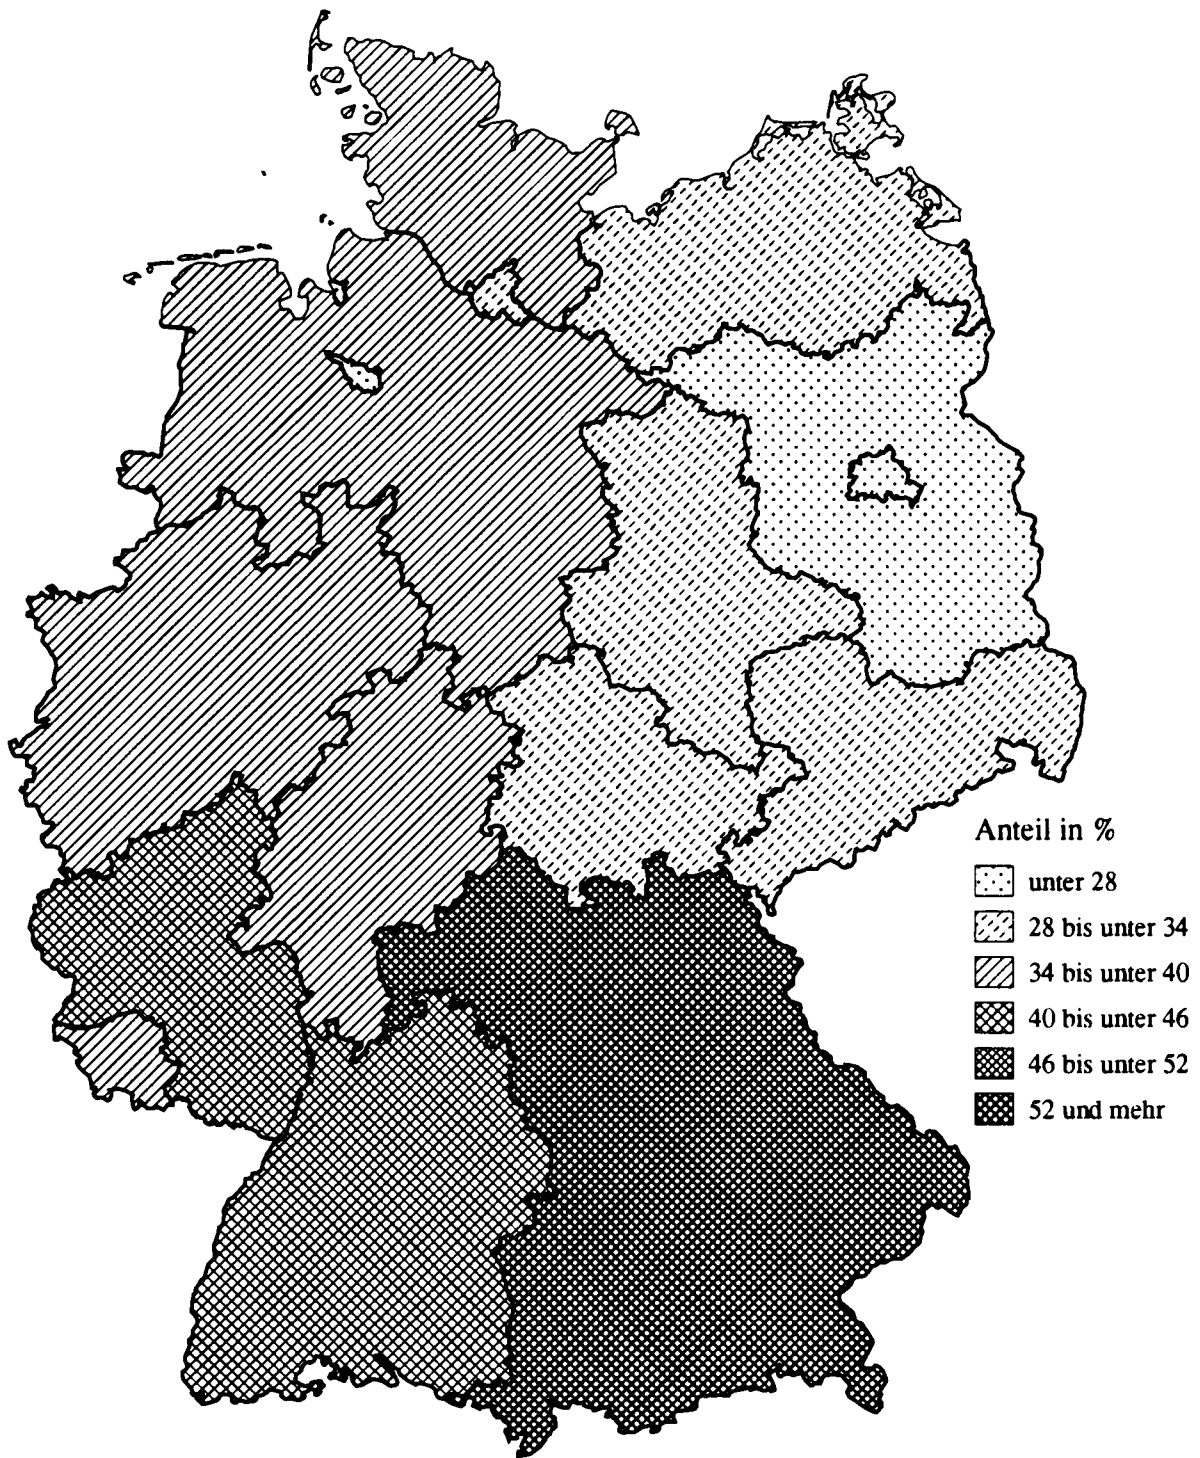 Anteil in %
unter 28
28 bis unter 34
34 bis unter 40
40 bis unter 46
46 bis unter 52
52 und mehr